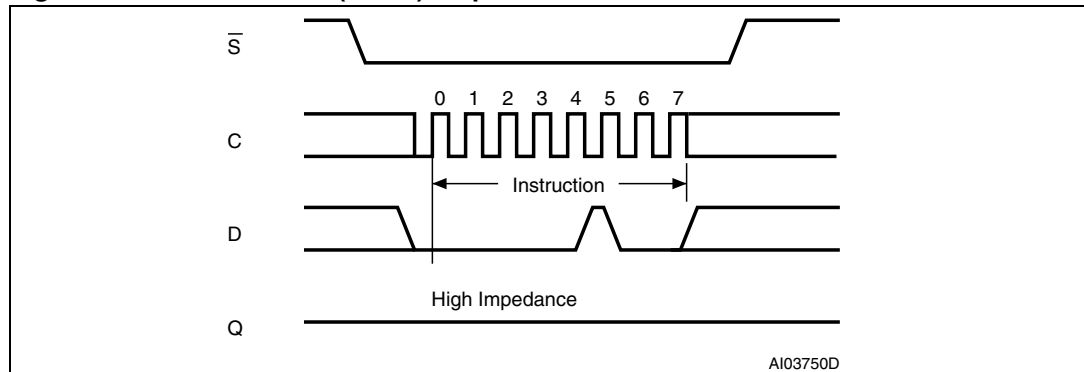 S̅
0 1 2 3 4 5 6 7
C
Instruction
D
High Impedance
Q
AI03750D